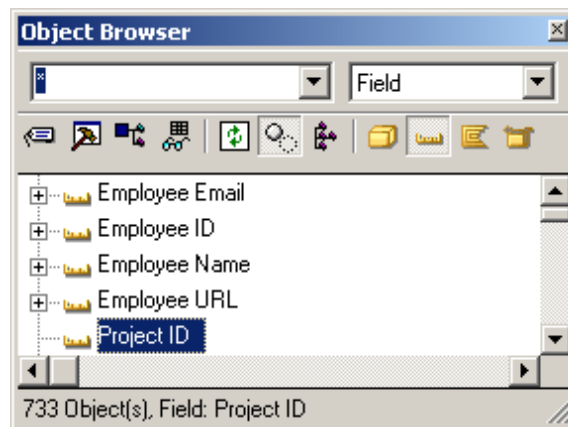 Object Browser
*
Field
Employee Email
Employee ID
Employee Name
Employee URL
Project ID
733 Object(s), Field: Project ID